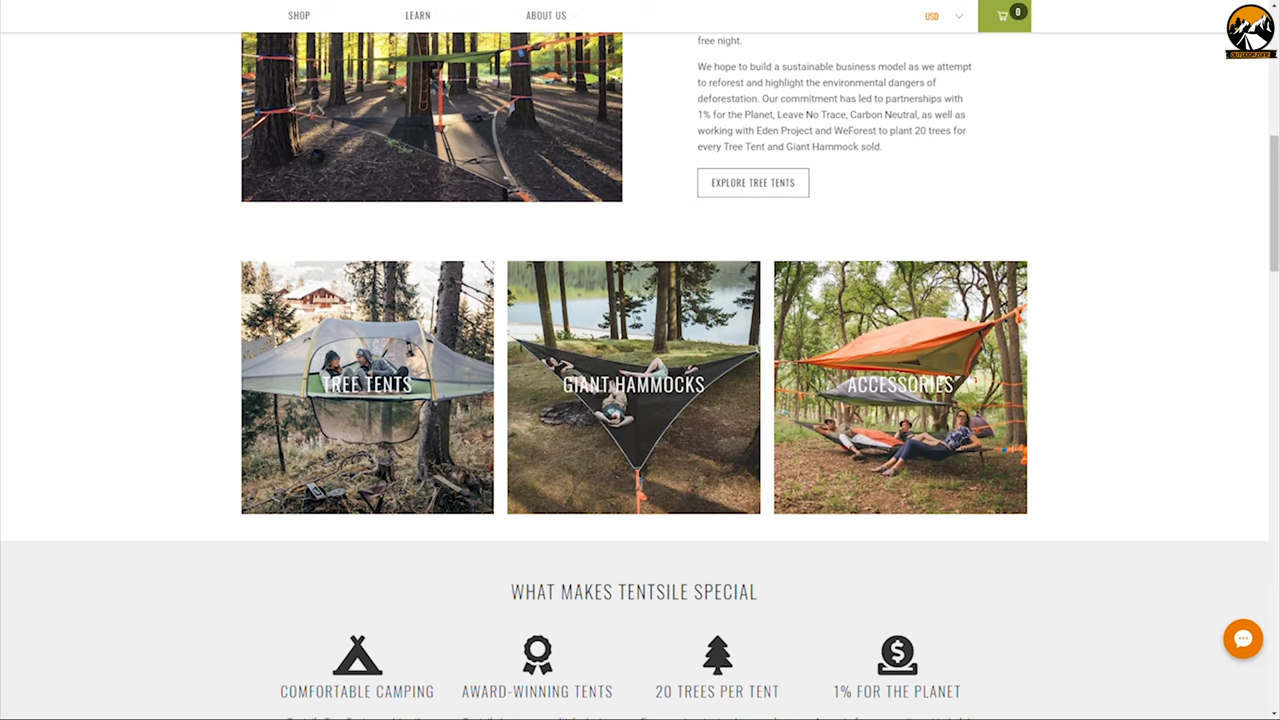 SHOP LEARN ABOUT US USD 0
OUTDOOR ZONE
free night.
We hope to build a sustainable business model as we attempt
to reforest and highlight the environmental dangers of
deforestation. Our commitment has led to partnerships with
1% for the Planet, Leave No Trace, Carbon Neutral, as well as
working with Eden Project and WeForest to plant 20 trees for
every Tree Tent and Giant Hammock sold.
EXPLORE TREE TENTS
TREE TENTS
GIANT HAMMOCKS
ACCESSORIES
WHAT MAKES TENTSILE SPECIAL
COMFORTABLE CAMPING
AWARD-WINNING TENTS
20 TREES PER TENT
1% FOR THE PLANET